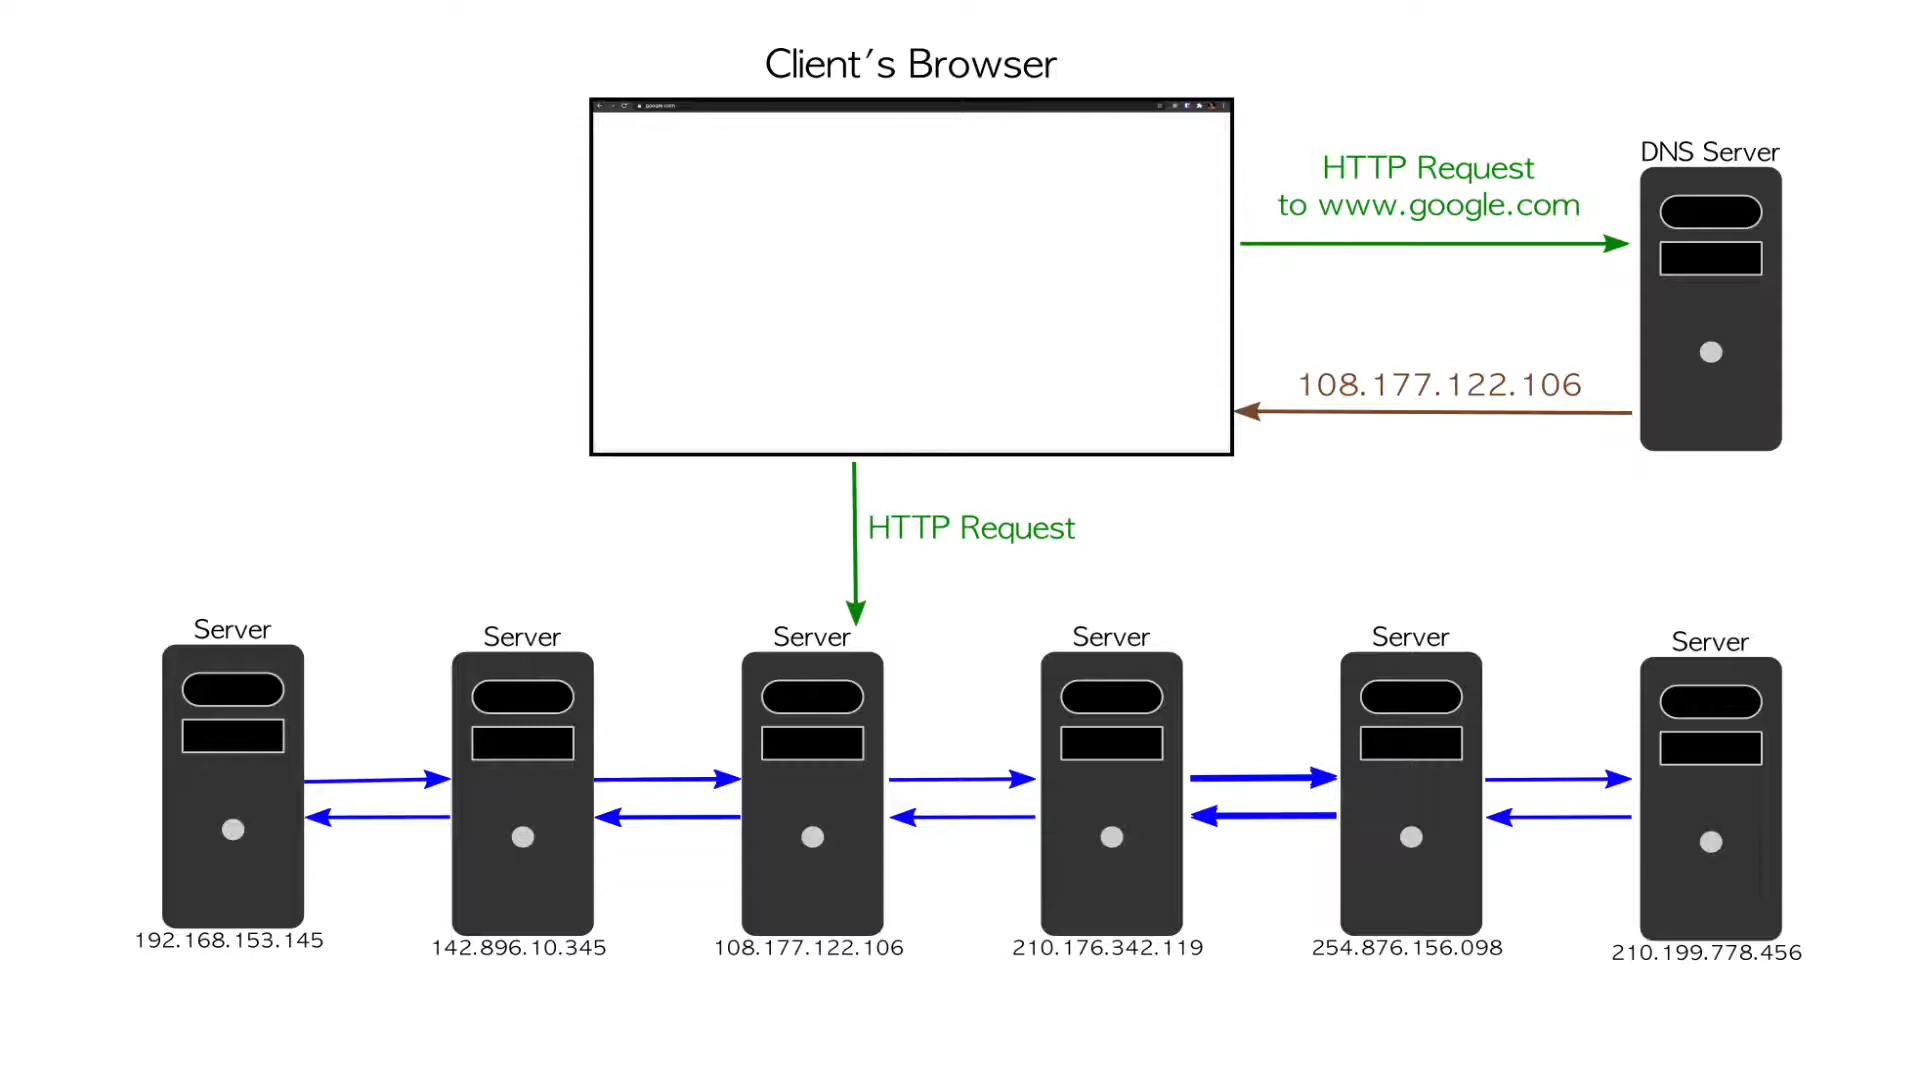 Client's Browser
google.com
DNS Server
HTTP Request
to www.google.com
108.177.122.106
HTTP Request
Server
Server
Server
Server
Server
Server
192.168.153.145
142.896.10.345
108.177.122.106
210.176.342.119
254.876.156.098
210.199.778.456